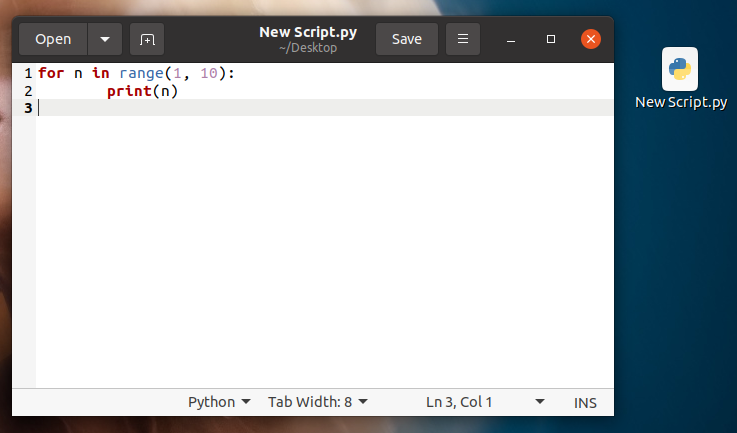 Open
New Script.py
~/Desktop
Save
1 for n in range(1, 10):
2         print(n)
3
Python
Tab Width: 8
Ln 3, Col 1
INS
New Script.py